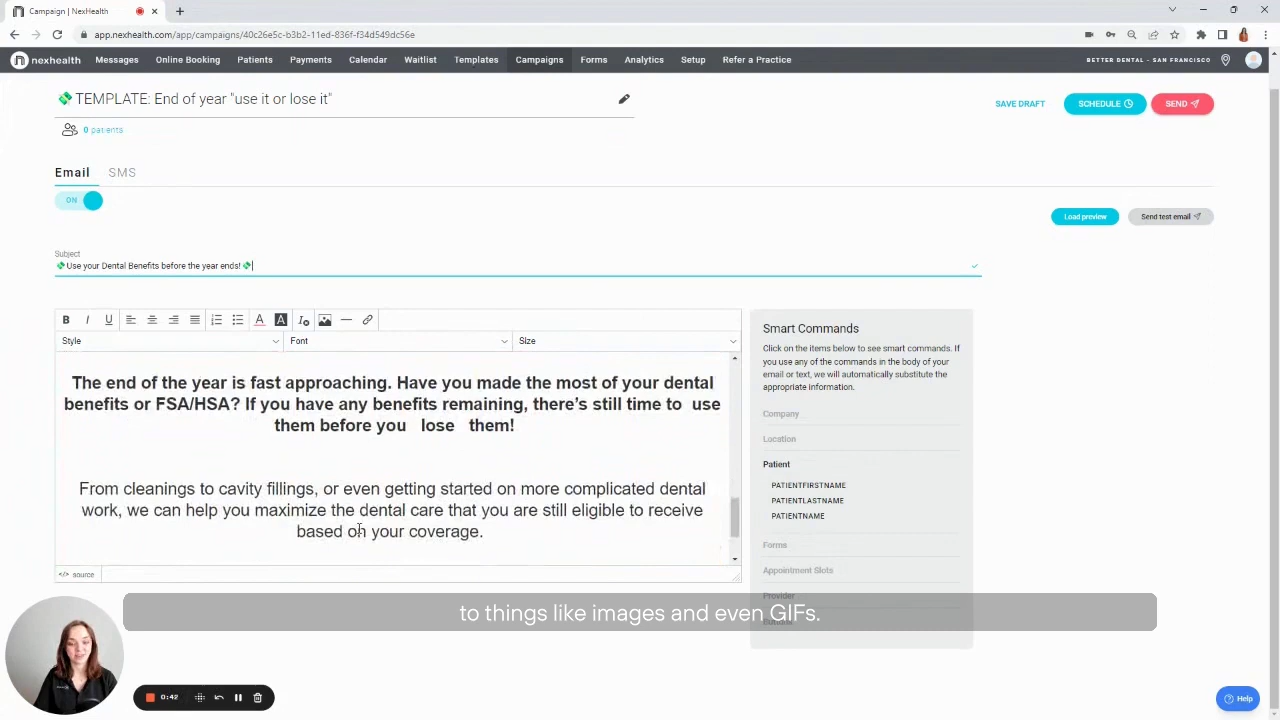 Campaign | NexHealth
app.nexhealth.com/app/campaigns/40c26e5c-b3b2-11ed-836f-f34d549dc56e
nexhealth Messages Online Booking Patients Payments Calendar Waitlist Templates Campaigns Forms Analytics Setup Refer a Practice BETTER DENTAL - SAN FRANCISCO
💸 TEMPLATE: End of year "use it or lose it"
SAVE DRAFT SCHEDULE SEND
0 patients
Email SMS
ON
Load preview Send test email
Subject
💸Use your Dental Benefits before the year ends!💸
B I U A A Ix
Style Font Size
The end of the year is fast approaching. Have you made the most of your dental
benefits or FSA/HSA? If you have any benefits remaining, there's still time to use
them before you lose them!
From cleanings to cavity fillings, or even getting started on more complicated dental
work, we can help you maximize the dental care that you are still eligible to receive
based on your coverage.
</> source
Smart Commands
Click on the items below to see smart commands. If
you use any of the commands in the body of your
email or text, we will automatically substitute the
appropriate information.
Company
Location
Patient
PATIENTFIRSTNAME
PATIENTLASTNAME
PATIENTNAME
Forms
Appointment Slots
Provider
to things like images and even GIFs.
0:42
Help